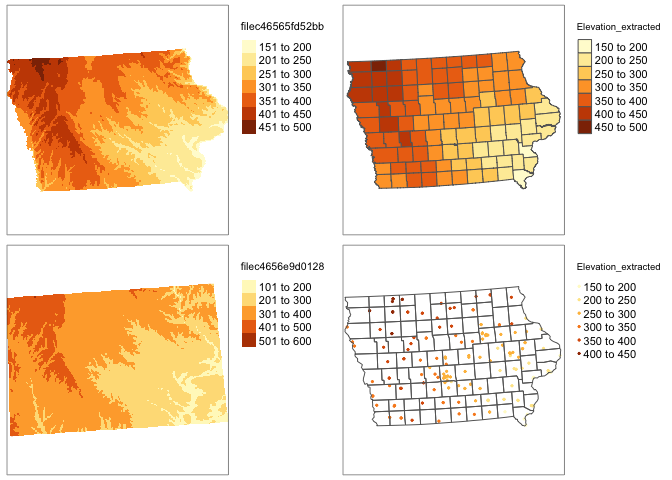 filec46565fd52bb
151 to 200
201 to 250
251 to 300
301 to 350
351 to 400
401 to 450
451 to 500
Elevation_extracted
150 to 200
200 to 250
250 to 300
300 to 350
350 to 400
400 to 450
450 to 500
filec4656e9d0128
101 to 200
201 to 300
301 to 400
401 to 500
501 to 600
Elevation_extracted
150 to 200
200 to 250
250 to 300
300 to 350
350 to 400
400 to 450